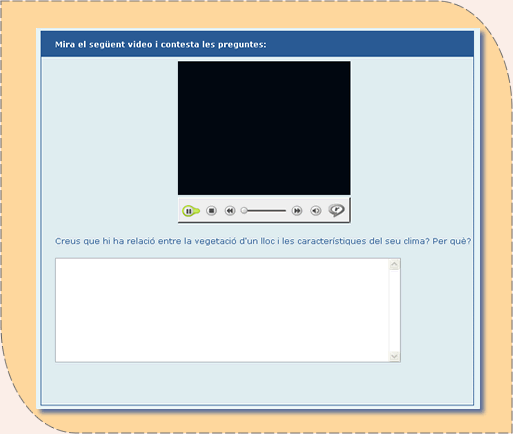 Mira el següent video i contesta les preguntes:
Creus que hi ha relació entre la vegetació d'un lloc i les característiques del seu clima? Per què?